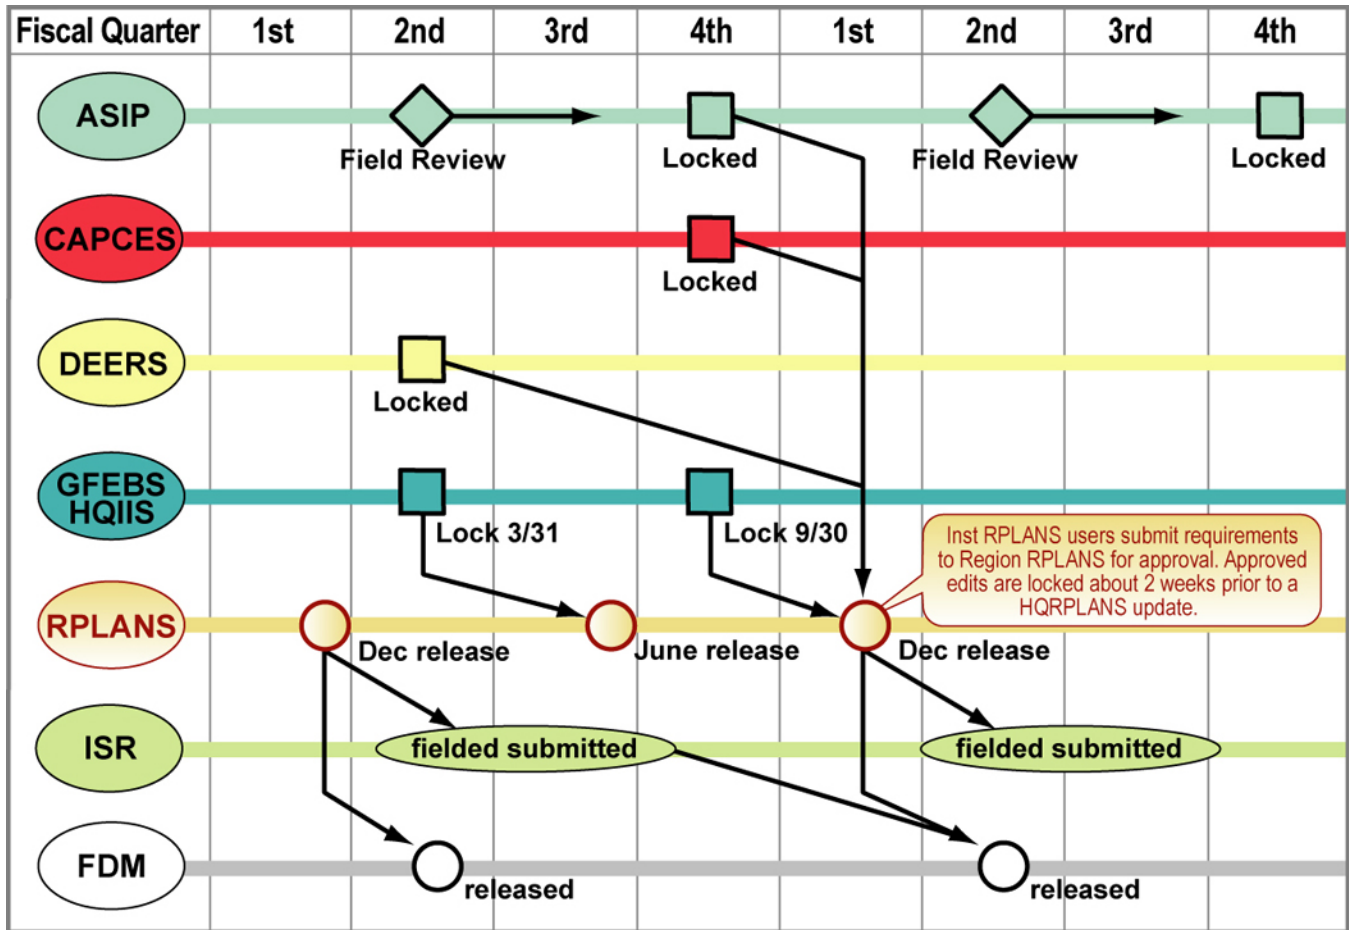 Fiscal Quarter 1st 2nd 3rd 4th 1st 2nd 3rd 4th
ASIP
Field Review
Locked
Field Review
Locked
CAPCES
Locked
DEERS
Locked
GFEBS
HQIIS
Lock 3/31
Lock 9/30
Inst RPLANS users submit requirements
to Region RPLANS for approval. Approved
edits are locked about 2 weeks prior to a
HQRPLANS update.
RPLANS
Dec release
June release
Dec release
ISR
fielded submitted
fielded submitted
FDM
released
released